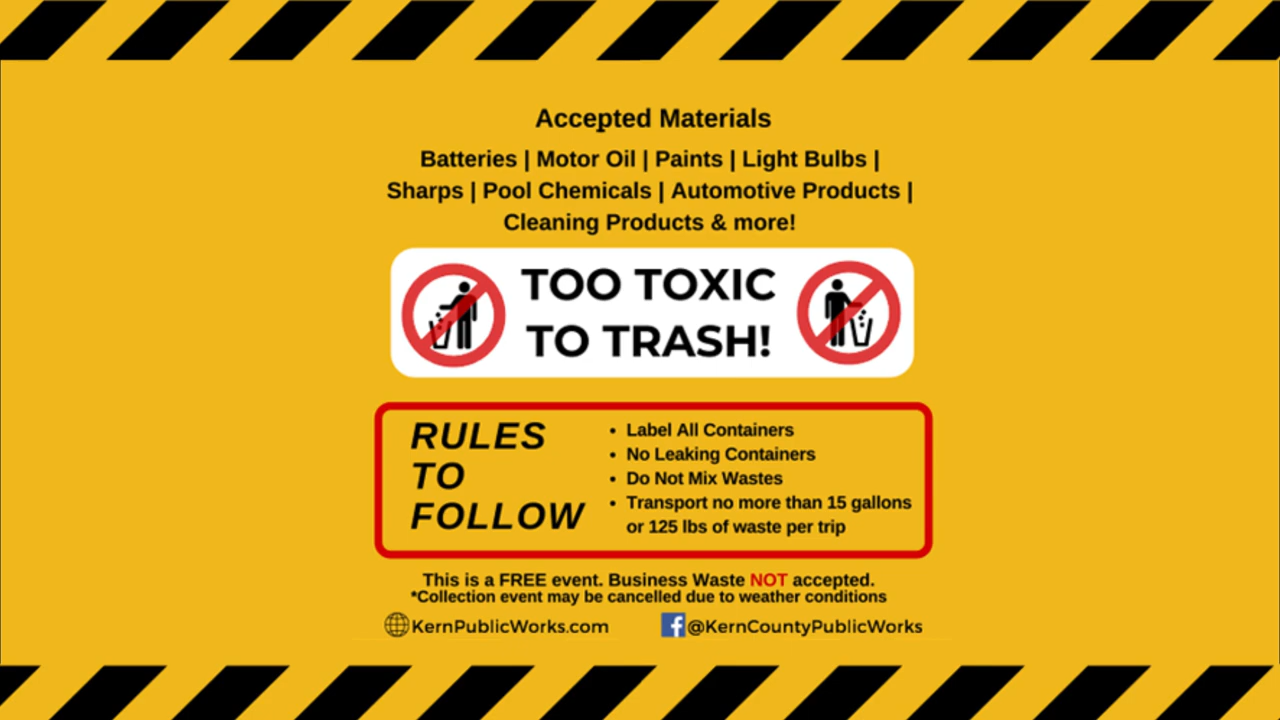 Accepted Materials
Batteries | Motor Oil | Paints | Light Bulbs |
Sharps | Pool Chemicals | Automotive Products |
Cleaning Products & more!
TOO TOXIC
TO TRASH!
RULES
TO
FOLLOW
• Label All Containers
• No Leaking Containers
• Do Not Mix Wastes
• Transport no more than 15 gallons
or 125 lbs of waste per trip
This is a FREE event. Business Waste NOT accepted.
*Collection event may be cancelled due to weather conditions
KernPublicWorks.com
@KernCountyPublicWorks